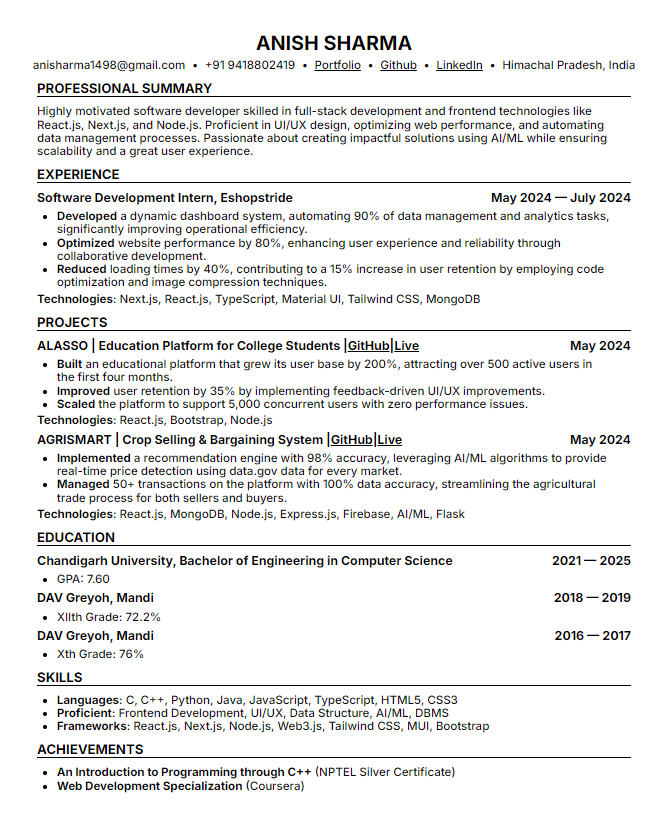 ANISH SHARMA
anisharma1498@gmail.com • +91 9418802419 • Portfolio • Github • LinkedIn • Himachal Pradesh, India
PROFESSIONAL SUMMARY
Highly motivated software developer skilled in full-stack development and frontend technologies like
React.js, Next.js, and Node.js. Proficient in UI/UX design, optimizing web performance, and automating
data management processes. Passionate about creating impactful solutions using AI/ML while ensuring
scalability and a great user experience.
EXPERIENCE
Software Development Intern, Eshopstride May 2024 — July 2024
• Developed a dynamic dashboard system, automating 90% of data management and analytics tasks,
significantly improving operational efficiency.
• Optimized website performance by 80%, enhancing user experience and reliability through
collaborative development.
• Reduced loading times by 40%, contributing to a 15% increase in user retention by employing code
optimization and image compression techniques.
Technologies: Next.js, React.js, TypeScript, Material UI, Tailwind CSS, MongoDB
PROJECTS
ALASSO | Education Platform for College Students |GitHub|Live May 2024
• Built an educational platform that grew its user base by 200%, attracting over 500 active users in
the first four months.
• Improved user retention by 35% by implementing feedback-driven UI/UX improvements.
• Scaled the platform to support 5,000 concurrent users with zero performance issues.
Technologies: React.js, Bootstrap, Node.js
AGRISMART | Crop Selling & Bargaining System |GitHub|Live May 2024
• Implemented a recommendation engine with 98% accuracy, leveraging AI/ML algorithms to provide
real-time price detection using data.gov data for every market.
• Managed 50+ transactions on the platform with 100% data accuracy, streamlining the agricultural
trade process for both sellers and buyers.
Technologies: React.js, MongoDB, Node.js, Express.js, Firebase, AI/ML, Flask
EDUCATION
Chandigarh University, Bachelor of Engineering in Computer Science 2021 — 2025
• GPA: 7.60
DAV Greyoh, Mandi 2018 — 2019
• XIIth Grade: 72.2%
DAV Greyoh, Mandi 2016 — 2017
• Xth Grade: 76%
SKILLS
• Languages: C, C++, Python, Java, JavaScript, TypeScript, HTML5, CSS3
• Proficient: Frontend Development, UI/UX, Data Structure, AI/ML, DBMS
• Frameworks: React.js, Next.js, Node.js, Web3.js, Tailwind CSS, MUI, Bootstrap
ACHIEVEMENTS
• An Introduction to Programming through C++ (NPTEL Silver Certificate)
• Web Development Specialization (Coursera)